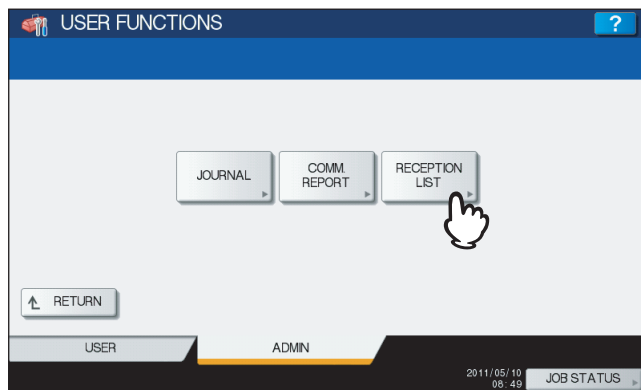 USER FUNCTIONS
?
JOURNAL
COMM.
REPORT
RECEPTION
LIST
RETURN
USER
ADMIN
2011/05/10
08:49
JOB STATUS